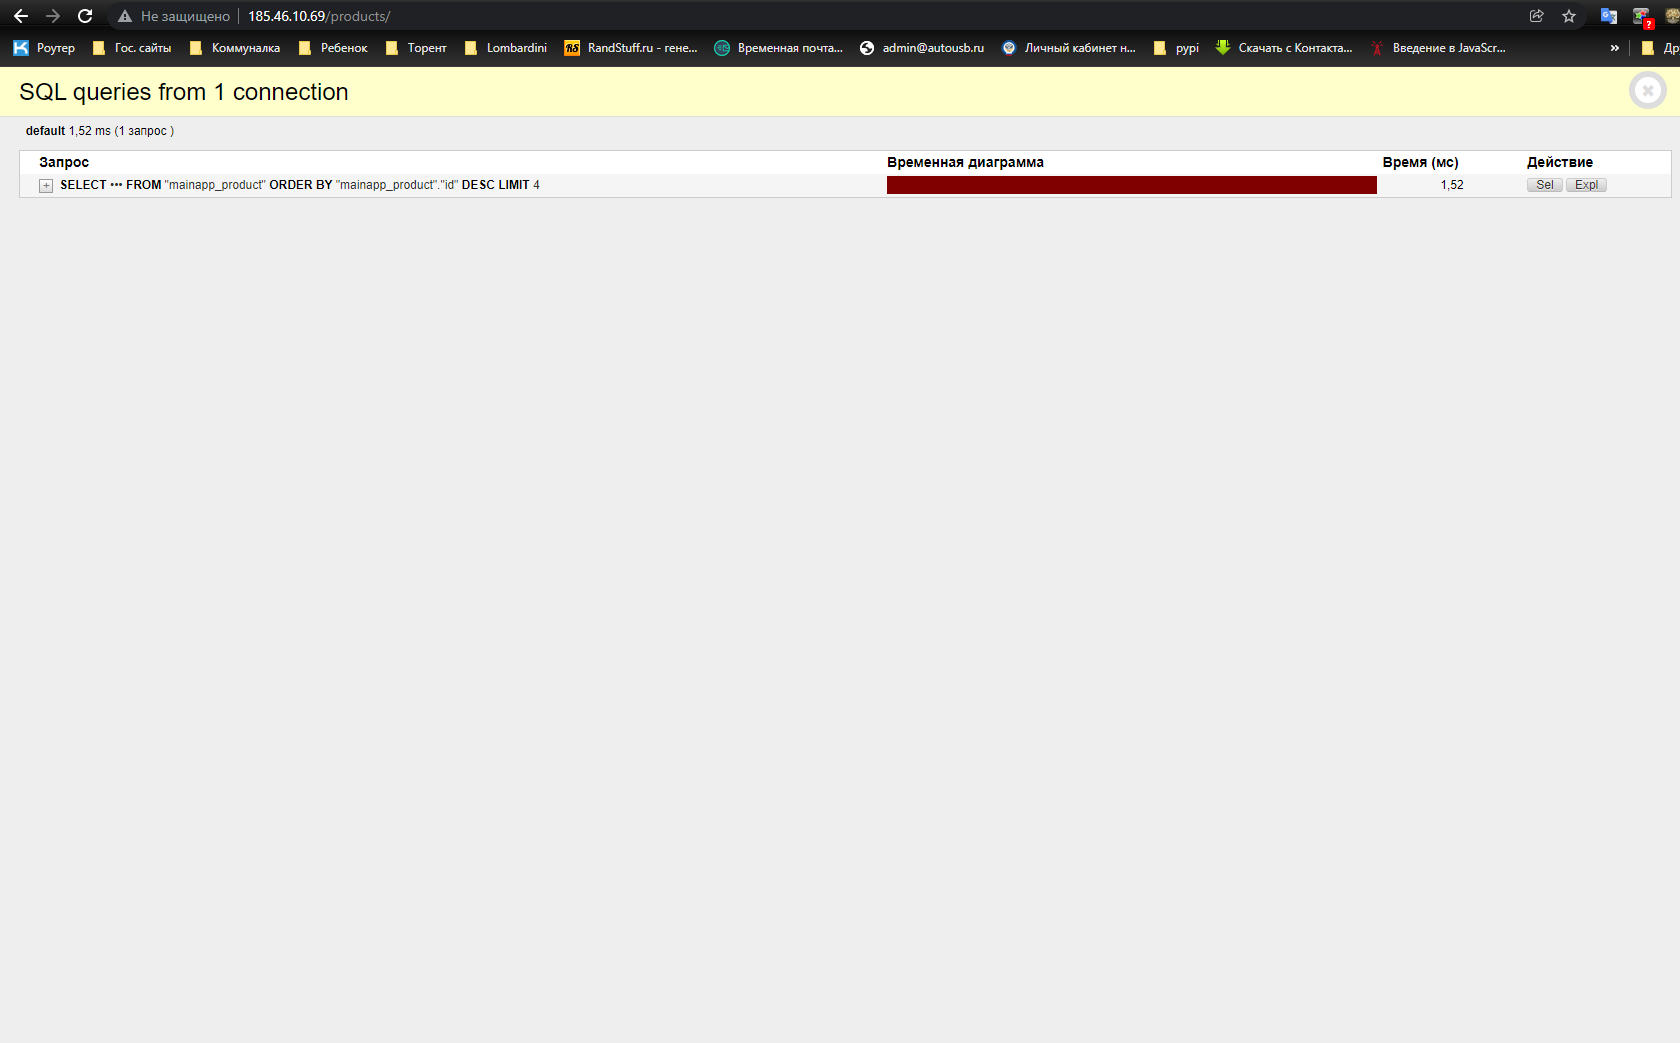 Не защищено 185.46.10.69/products/
Роутер Гос. сайты Коммуналка Ребенок Торент Lombardini RS RandStuff.ru - гене... Временная почта... admin@autousb.ru Личный кабинет н... pypi Скачать с Контакта... Введение в JavaScr... » Др
SQL queries from 1 connection
default 1,52 ms (1 запрос )
Запрос Временная диаграмма Время (мс) Действие
+ SELECT ••• FROM "mainapp_product" ORDER BY "mainapp_product"."id" DESC LIMIT 4 1,52 Sel Expl